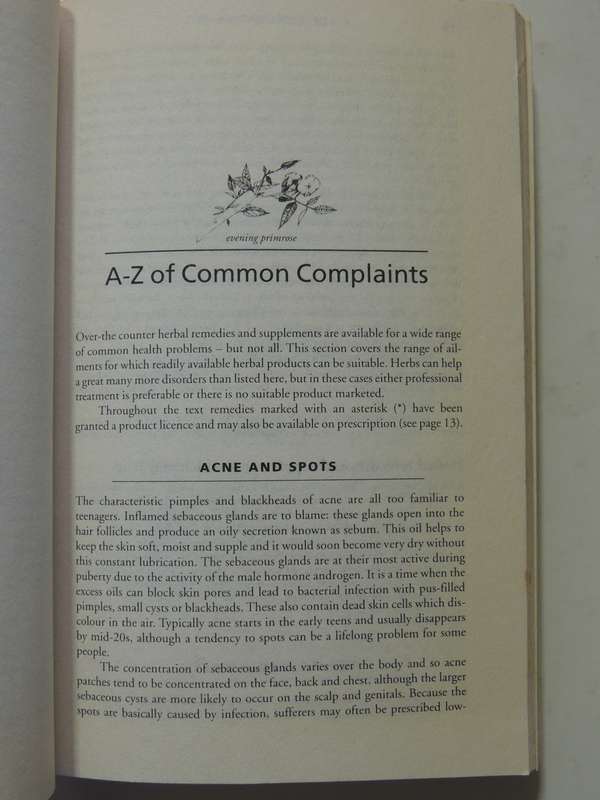 evening primrose
A-Z of Common Complaints
Over-the counter herbal remedies and supplements are available for a wide range
of common health problems – but not all. This section covers the range of ail-
ments for which readily available herbal products can be suitable. Herbs can help
a great many more disorders than listed here, but in these cases either professional
treatment is preferable or there is no suitable product marketed.
Throughout the text remedies marked with an asterisk (*) have been
granted a product licence and may also be available on prescription (see page 13).
ACNE AND SPOTS
The characteristic pimples and blackheads of acne are all too familiar to
teenagers. Inflamed sebaceous glands are to blame: these glands open into the
hair follicles and produce an oily secretion known as sebum. This oil helps to
keep the skin soft, moist and supple and it would soon become very dry without
this constant lubrication. The sebaceous glands are at their most active during
puberty due to the activity of the male hormone androgen. It is a time when the
excess oils can block skin pores and lead to bacterial infection with pus-filled
pimples, small cysts or blackheads. These also contain dead skin cells which dis-
colour in the air. Typically acne starts in the early teens and usually disappears
by mid-20s, although a tendency to spots can be a lifelong problem for some
people.
The concentration of sebaceous glands varies over the body and so acne
patches tend to be concentrated on the face, back and chest, although the larger
sebaceous cysts are more likely to occur on the scalp and genitals. Because the
spots are basically caused by infection, sufferers may often be prescribed low-